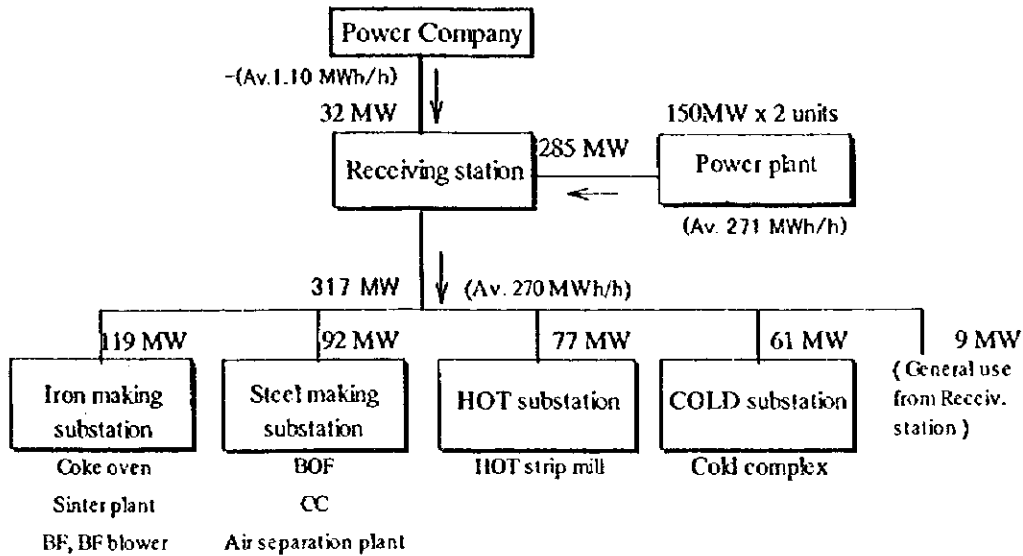 Power Company
-(Av.1.10 MWh/h)
32 MW
150MW x 2 units
Receiving station
285 MW
Power plant
(Av. 271 MWh/h)
317 MW
(Av. 270 MWh/h)
119 MW
92 MW
77 MW
61 MW
9 MW
Iron making
substation
Steel making
substation
HOT substation
COLD substation
( General use
from Receiv.
station )
Coke oven
BOF
HOT strip mill
Cold complex
Sinter plant
CC
BF, BF blower
Air separation plant